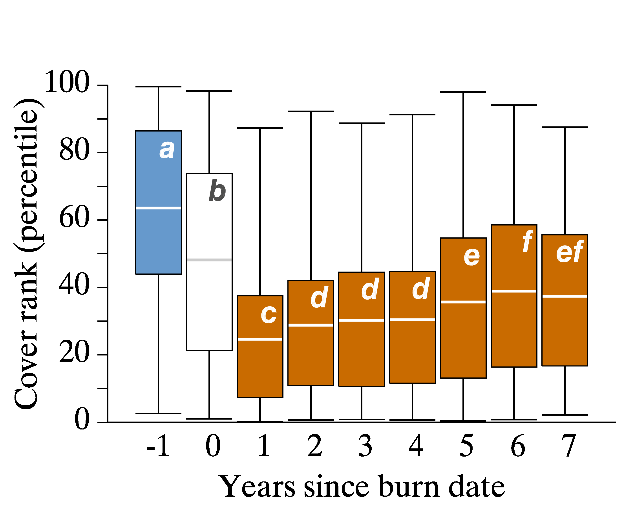 Cover rank (percentile)
100
80
60
40
20
0
a
b
c
d
d
d
e
f
ef
-1 0 1 2 3 4 5 6 7
Years since burn date